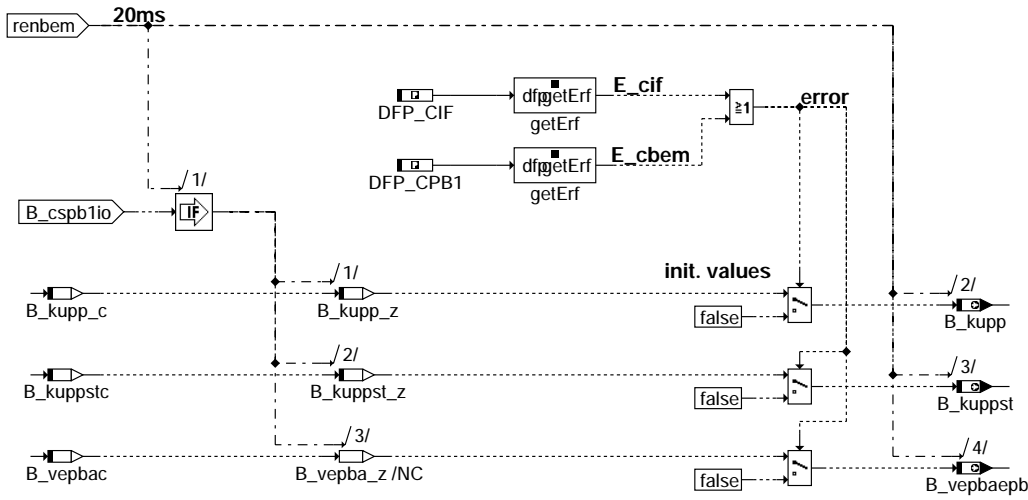 renbem
20ms
E_cif
dfpgetErf
DFP_CIF
getErf
≥1
error
E_cbem
dfpgetErf
DFP_CPB1
getErf
/1/
B_cspb1io
IF
/1/
init. values
/2/
B_kupp_c
B_kupp_z
false
B_kupp
/2/
/3/
B_kuppstc
B_kuppst_z
false
B_kuppst
/3/
/4/
B_vepbac
B_vepba_z /NC
false
B_vepbaepb